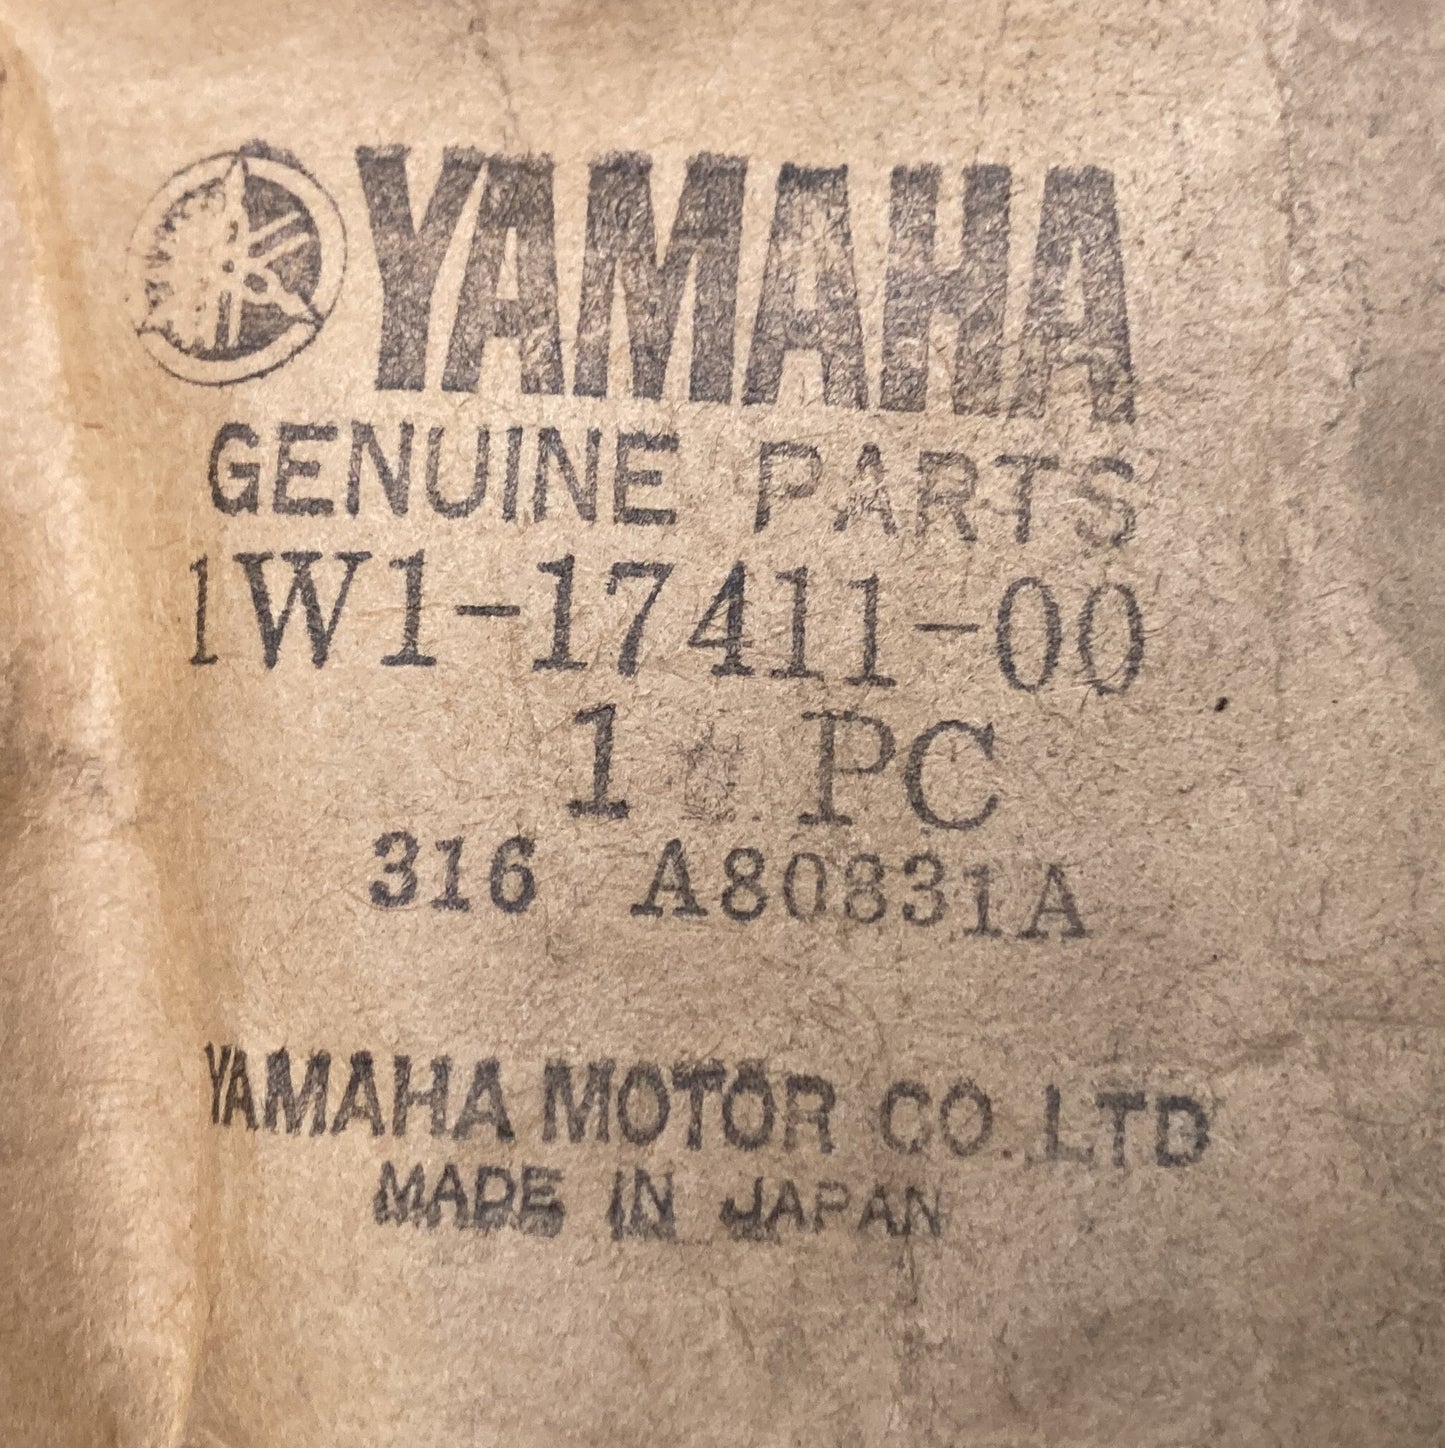 YAMAHA
GENUINE PARTS
1W1-17411-00
1 PC
316 A80831A
YAMAHA MOTOR CO. LTD
MADE IN JAPAN